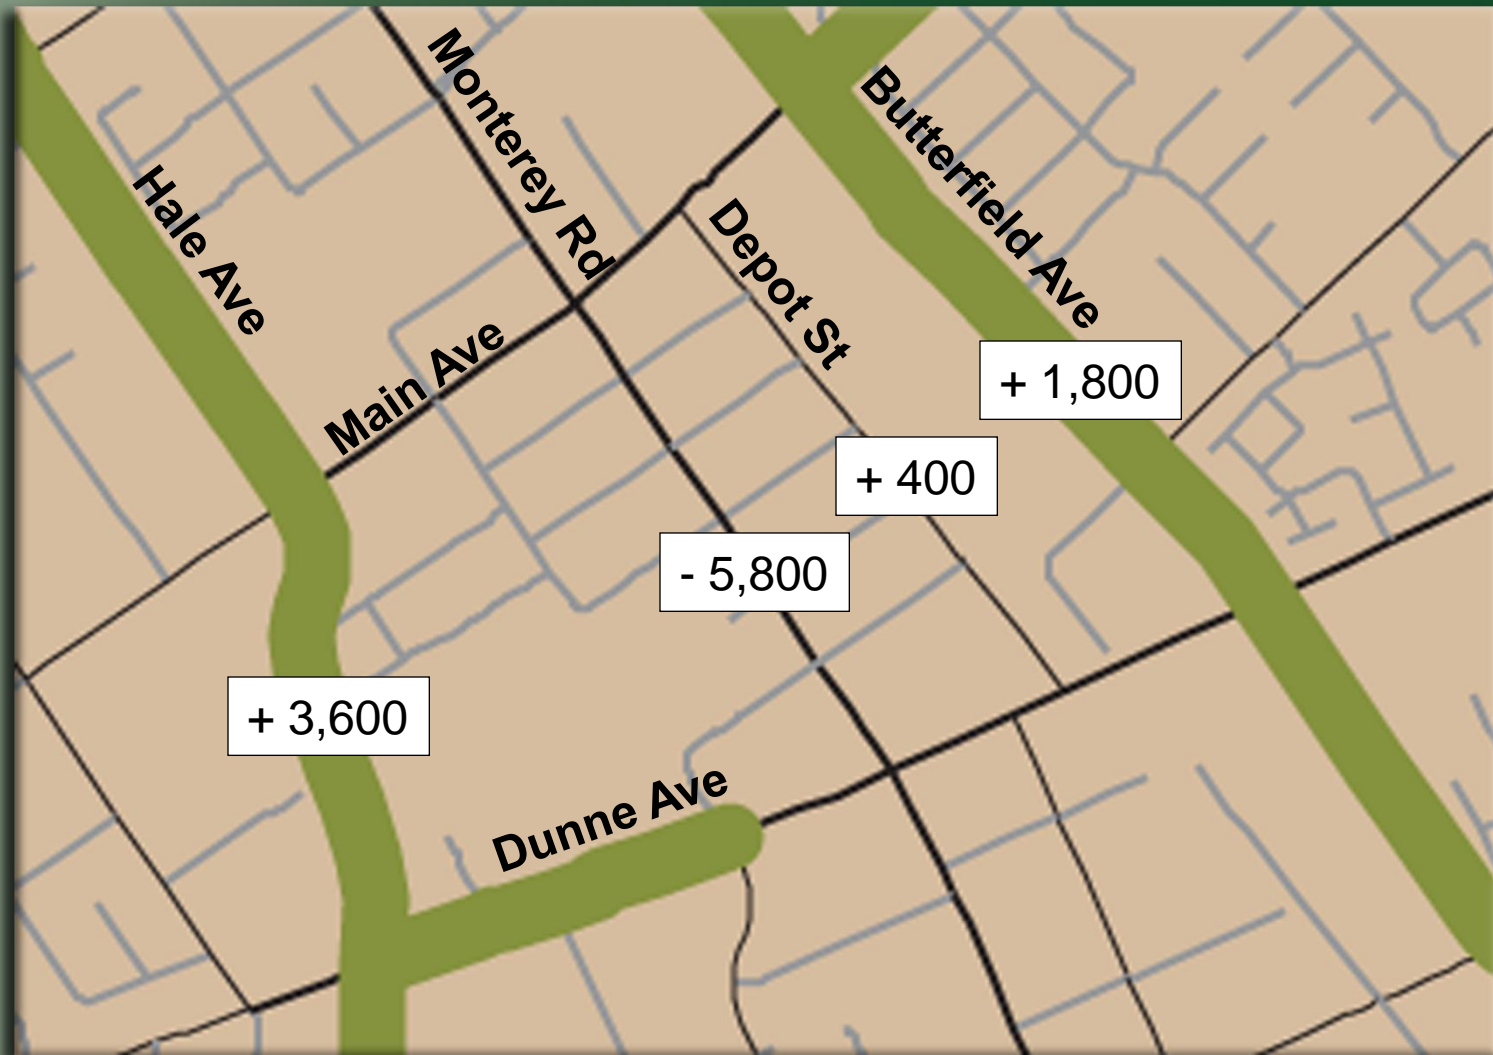 Monterey Rd
Butterfield Ave
Hale Ave
Depot St
Main Ave
+ 1,800
+ 400
- 5,800
+ 3,600
Dunne Ave